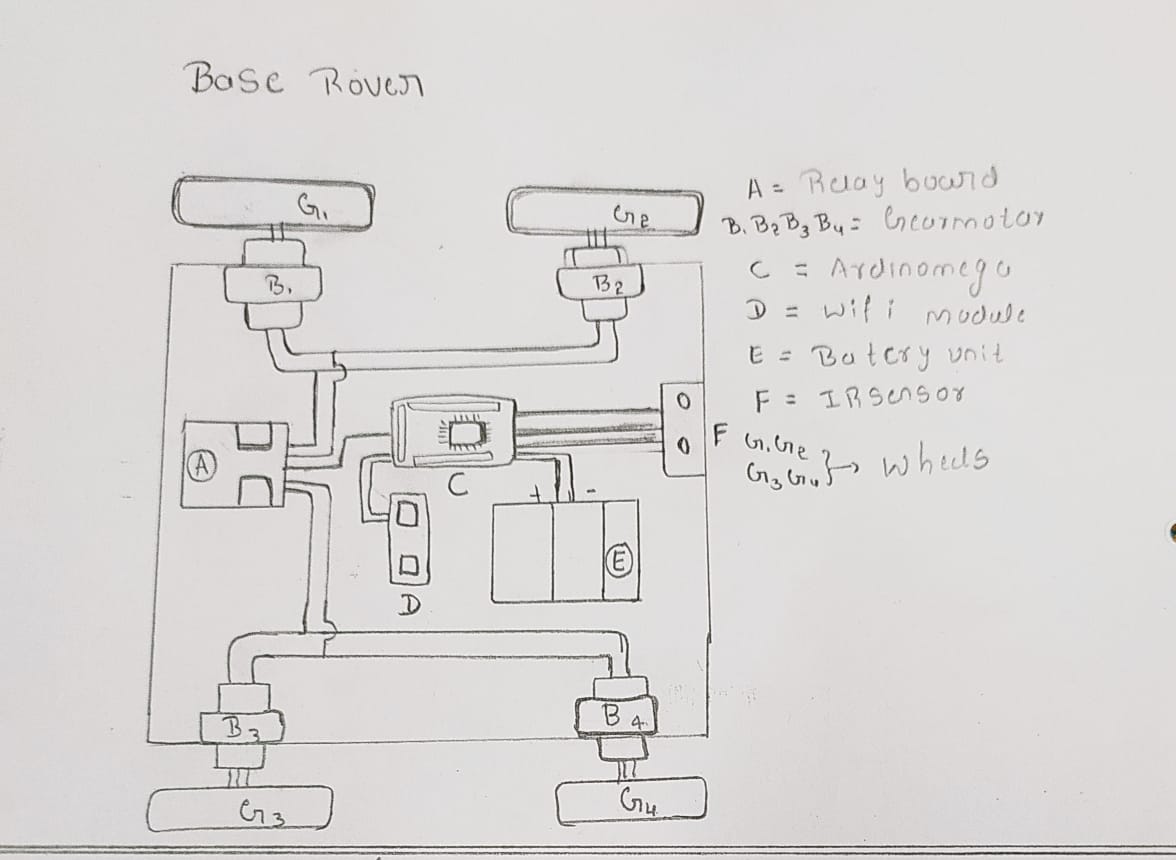 Base Rover
G1
G2
B1
B2
A
C
F
+ -
E
D
B3
B4
G3
G4
A = Relay board
B1 B2 B3 B4 = Gearmotor
C = Ardinomega
D = Wifi module
E = Batery unit
F = IRsensor
G1 G2
G3 G4 } → Wheels